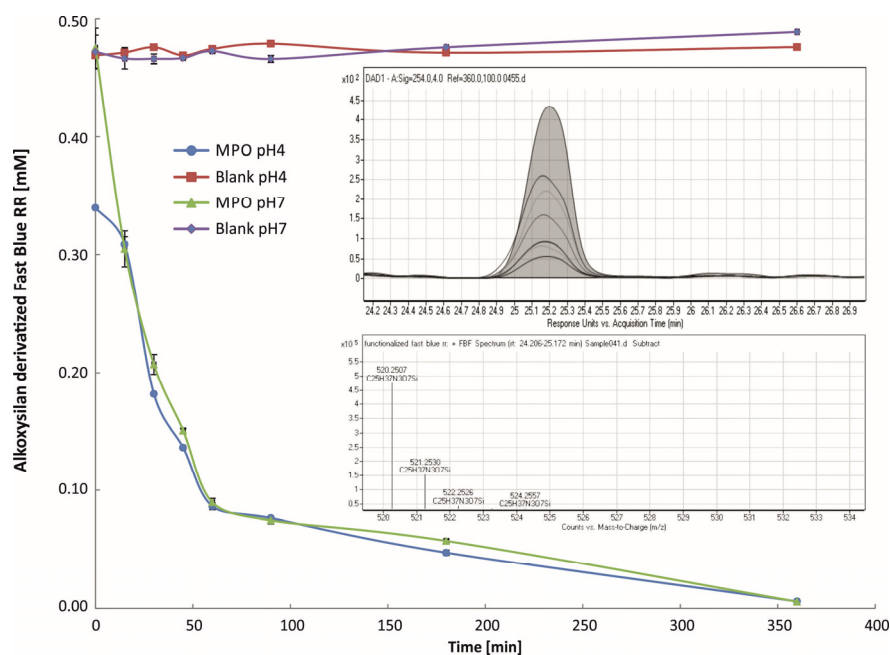 0.50
0.40
0.30
0.20
0.10
0.00
Alkoxysilan derivatized Fast Blue RR [mM]
MPO pH4
Blank pH4
MPO pH7
Blank pH7
x10 2 DAD1 - A:Sig=254.0,4.0 Ref=360.0,100.0 0455.d
4.5
4
3.5
3
2.5
2
1.5
1
0.5
0
24.2 24.3 24.4 24.5 24.6 24.7 24.8 24.9 25 25.1 25.2 25.3 25.4 25.5 25.6 25.7 25.8 25.9 26 26.1 26.2 26.3 26.4 26.5 26.6 26.7 26.8 26.9
Response Units vs. Acquisition Time (min)
x10 5 functionalized fast blue rr: + FBF Spectrum (rt: 24.206-25.172 min) Sample041.d Subtract
5.5
5
4.5
4
3.5
3
2.5
2
1.5
1
0.5
520.2507
C25H37N3O7Si
521.2530
C25H37N3O7Si
522.2526
C25H37N3O7Si
524.2557
C25H37N3O7Si
520 521 522 523 524 525 526 527 528 529 530 531 532 533 534
Counts vs. Mass-to-Charge (m/z)
0 50 100 150 200 250 300 350 400
Time [min]